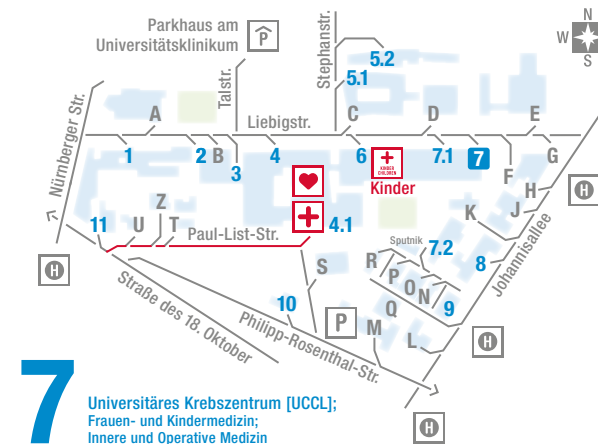 Parkhaus am
Universitätsklinikum
P
N
W
S
Stephanstr.
5.2
5.1
Talstr.
Nürnberger Str.
A
Liebigstr.
C
D
E
1
2
B
3
4
6
KINDER
CHILDREN
Kinder
7.1
7
F
G
H
H
J
K
Johannisallee
Z
11
U
T
Paul-List-Str.
4.1
Sputnik
7.2
8
H
S
R
P
O
N
9
Q
Straße des 18. Oktober
10
P
M
L
H
Philipp-Rosenthal-Str.
H
7
Universitäres Krebszentrum [UCCL];
Frauen- und Kindermedizin;
Innere und Operative Medizin